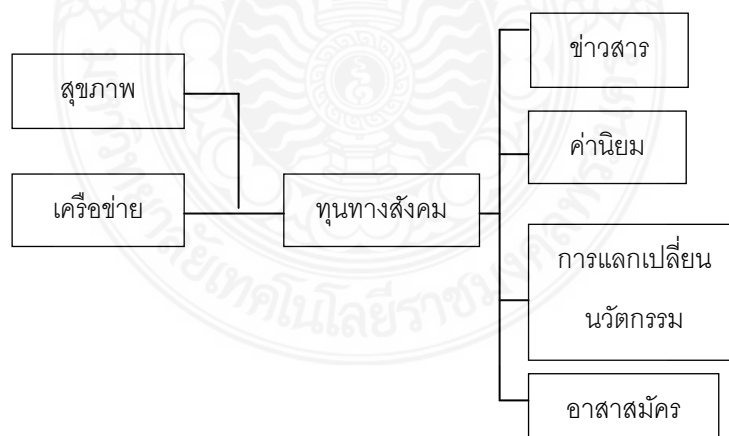 สุขภาพ
เครือข่าย
ทุนทางสังคม
ข่าวสาร
ค่านิยม
การแลกเปลี่ยน
นวัตกรรม
อาสาสมัคร